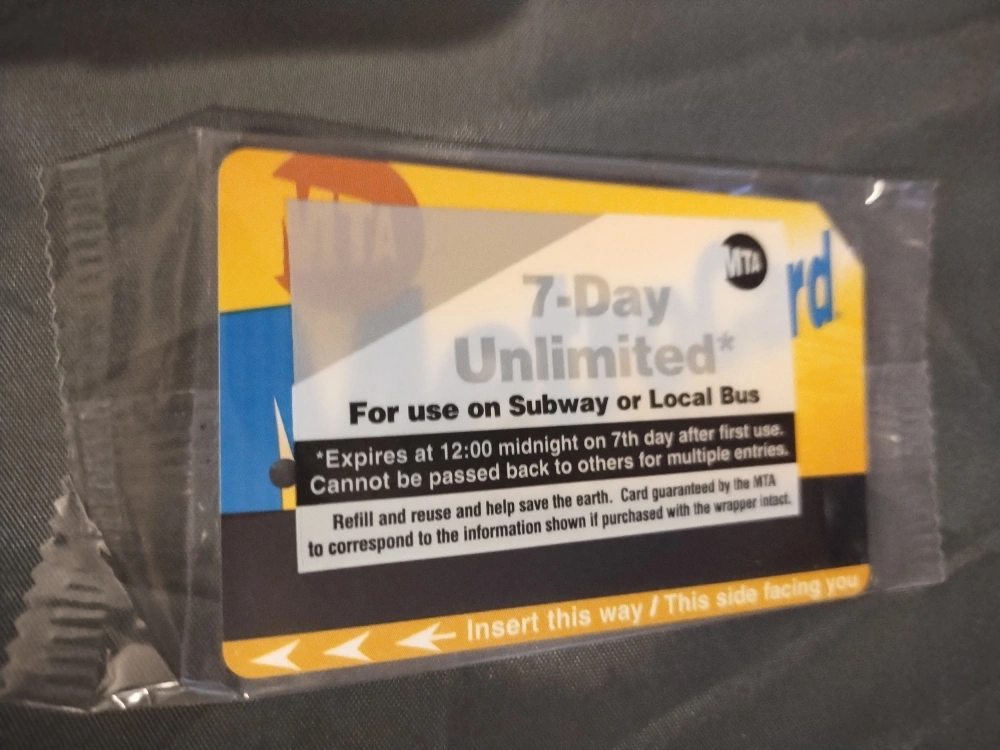 MTA
MTA
rd
7-Day
Unlimited*
For use on Subway or Local Bus
*Expires at 12:00 midnight on 7th day after first use.
Cannot be passed back to others for multiple entries.
Refill and reuse and help save the earth. Card guaranteed by the MTA
to correspond to the information shown if purchased with the wrapper intact.
Insert this way / This side facing you